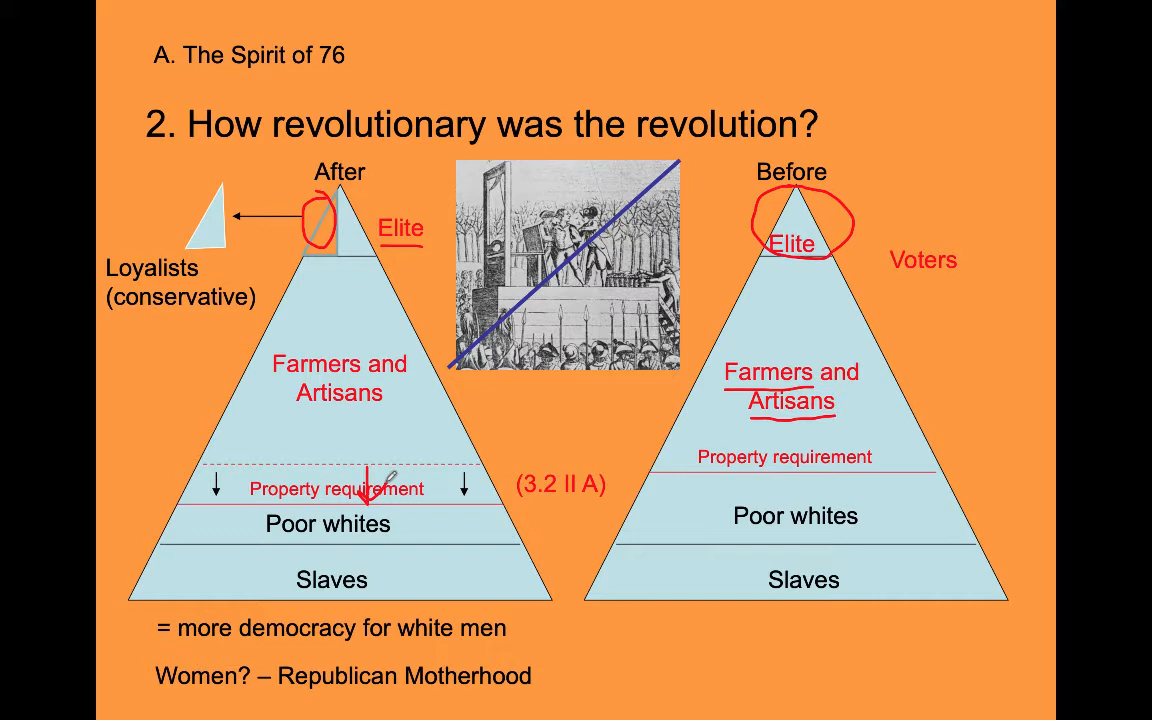 A. The Spirit of 76
2. How revolutionary was the revolution?
After
Before
Elite
Elite
Voters
Loyalists
(conservative)
Farmers and
Artisans
Farmers and
Artisans
Property requirement
Property requirement
(3.2 II A)
Poor whites
Poor whites
Slaves
Slaves
= more democracy for white men
Women? – Republican Motherhood